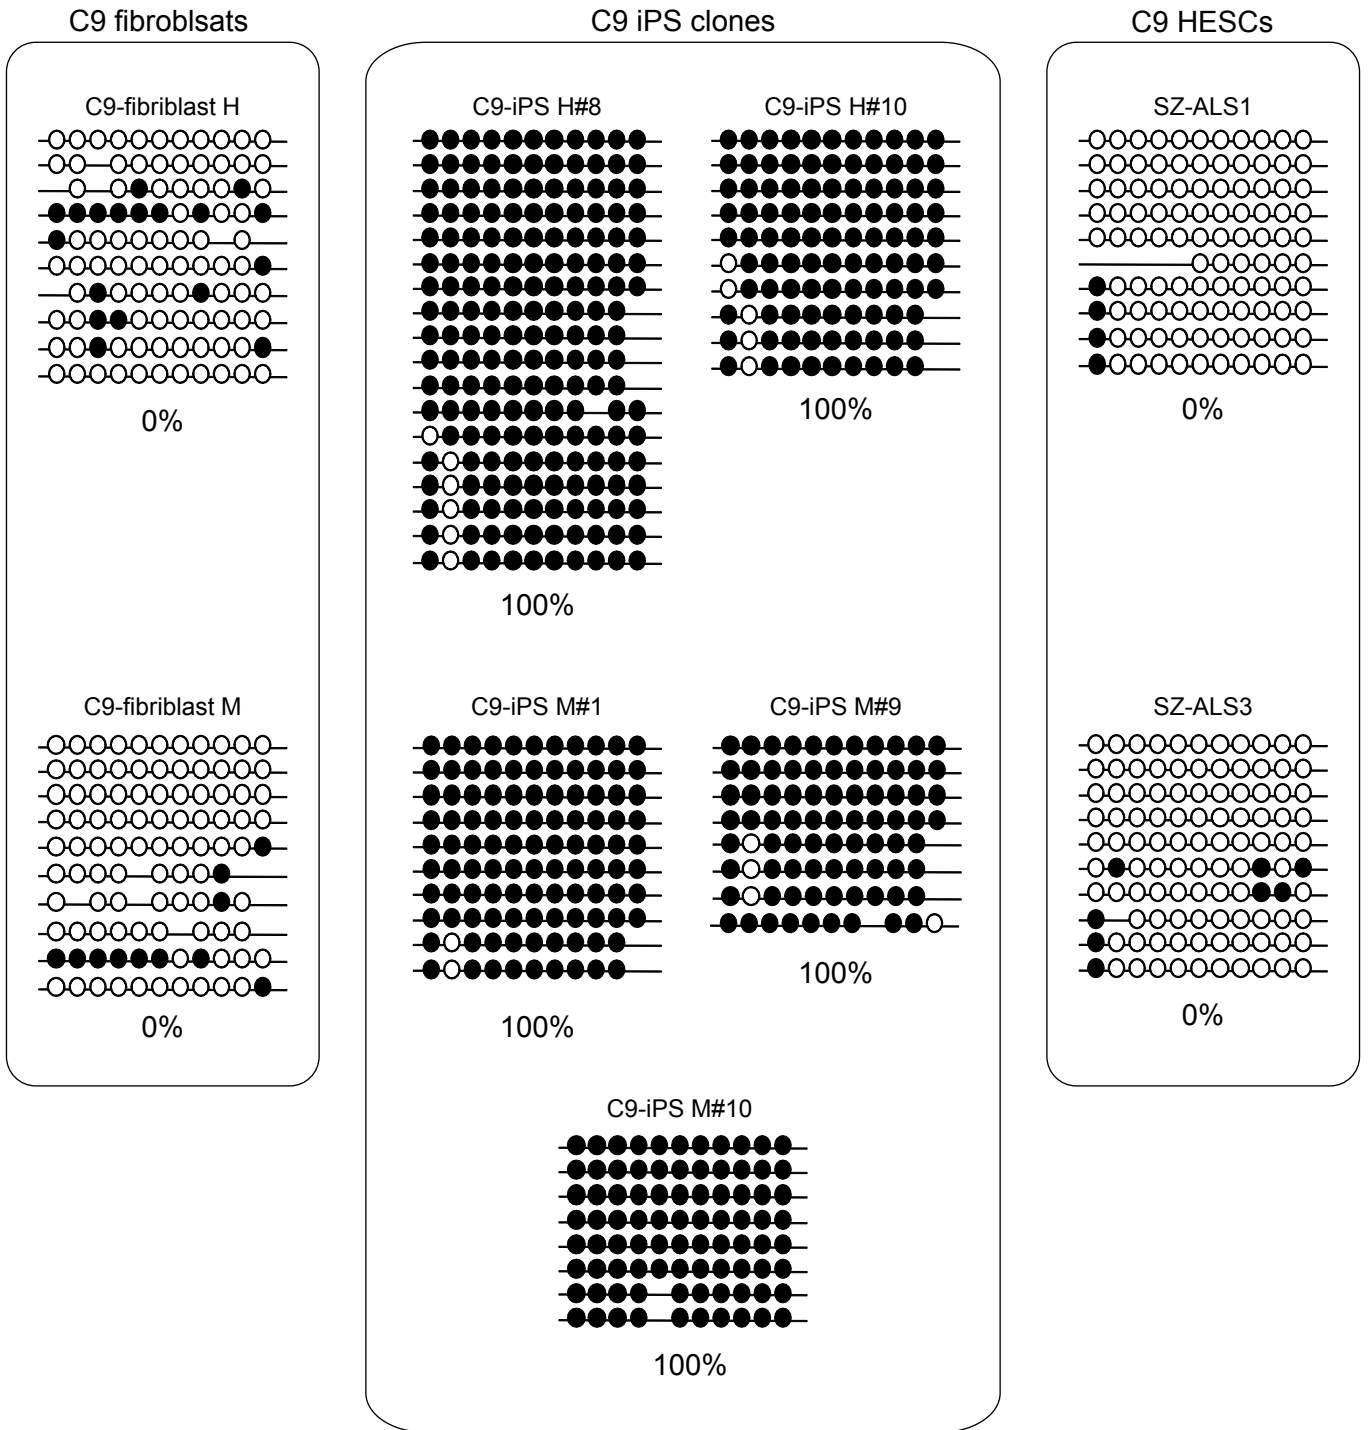 C9 fibroblsats
C9 iPS clones
C9 HESCs
C9-fibriblast H
0%
C9-fibriblast M
0%
C9-iPS H#8
100%
C9-iPS H#10
100%
C9-iPS M#1
100%
C9-iPS M#9
100%
C9-iPS M#10
100%
SZ-ALS1
0%
SZ-ALS3
0%